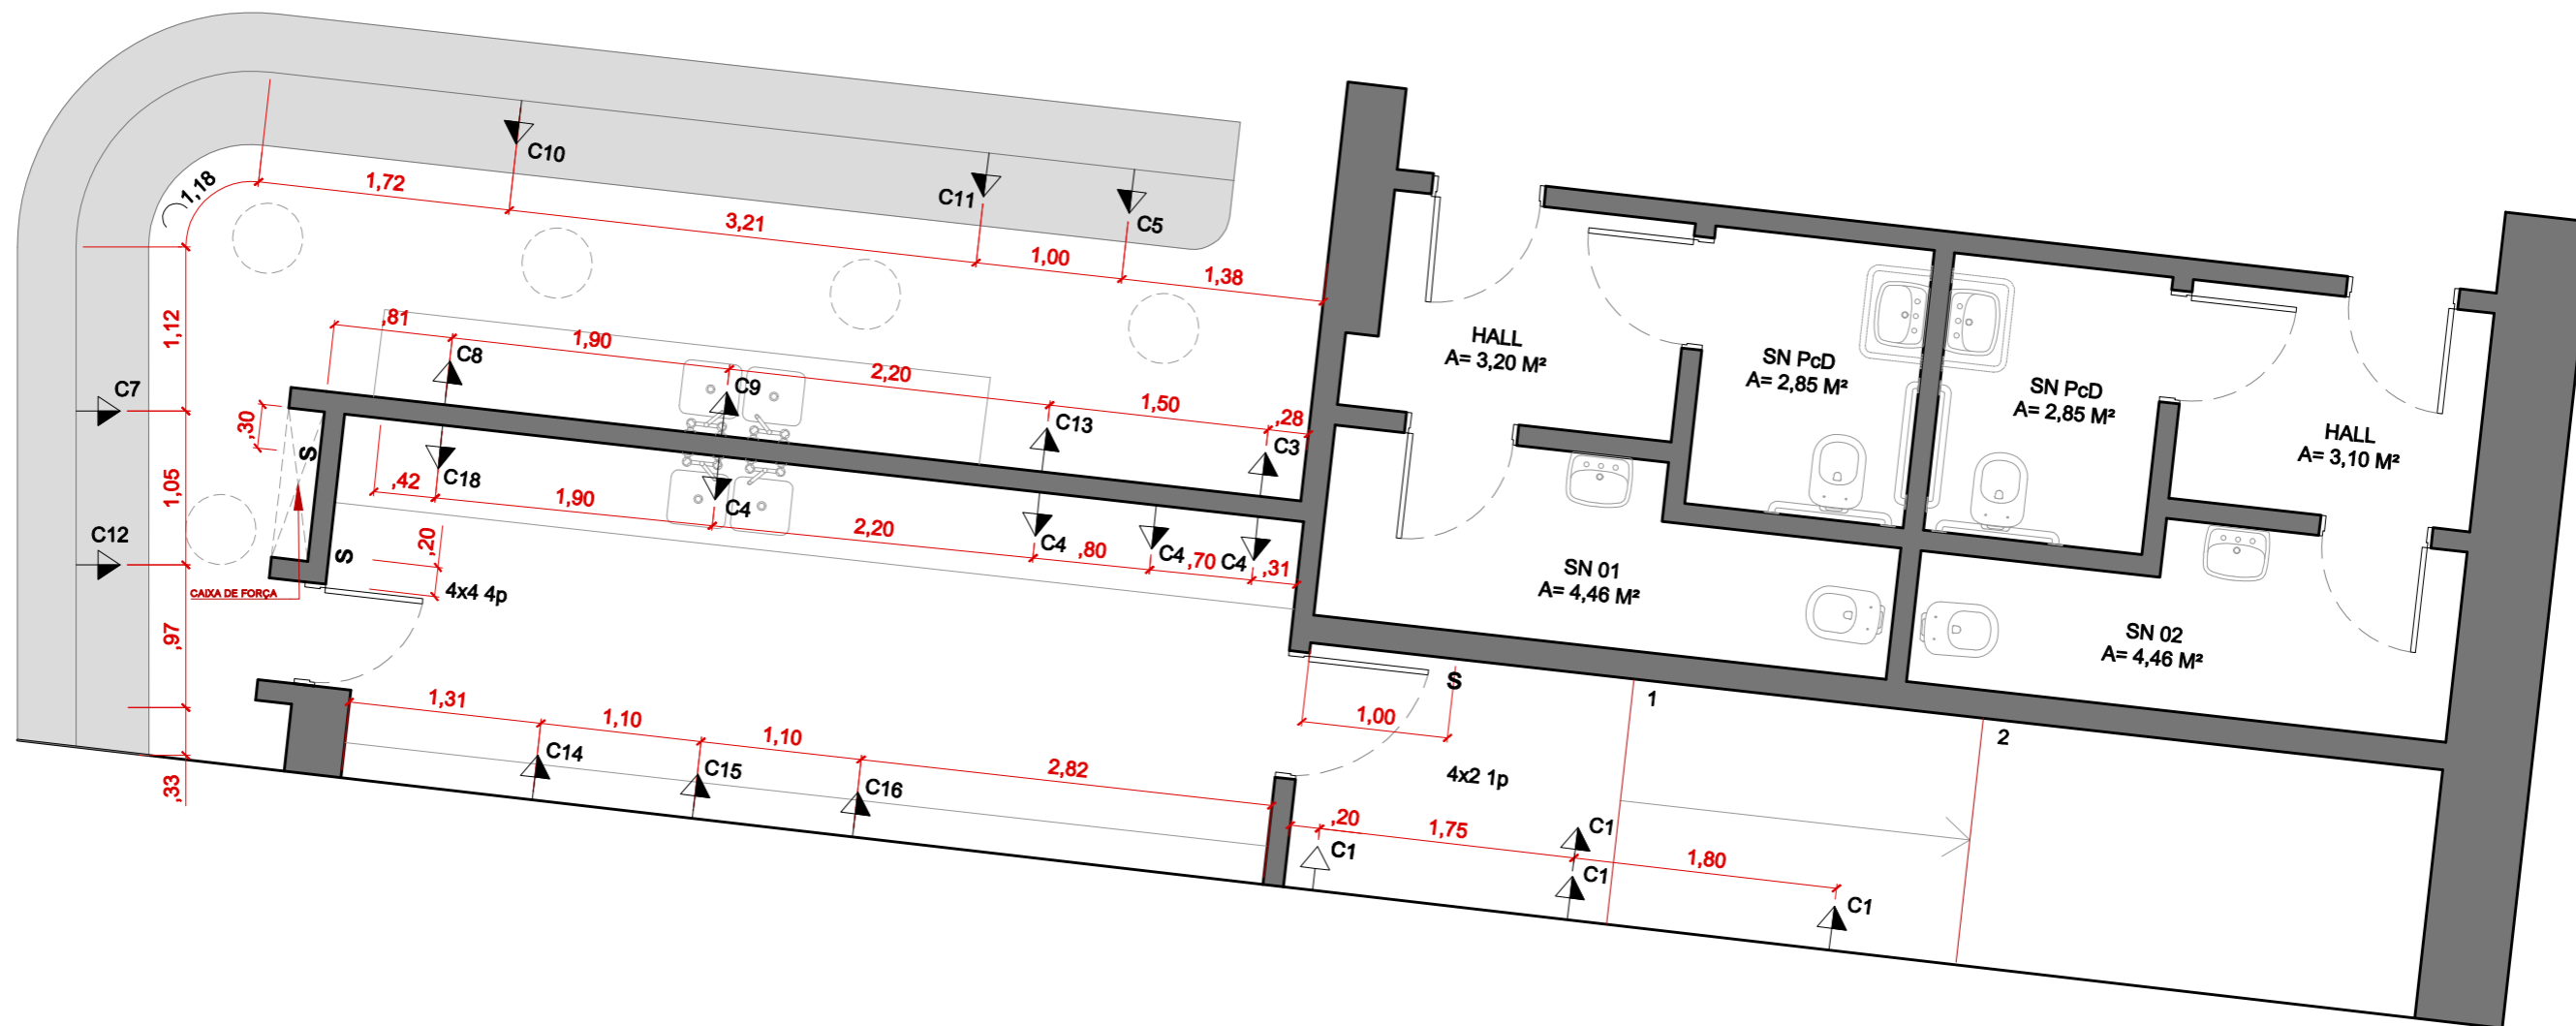 C10
1,18
1,72
C11
C5
3,21
1,00
1,38
1,12
,81
1,90
C8
2,20
C9
1,50
,28
C7
,30
S
C13
C3
HALL
A= 3,20 M²
SN PcD
A= 2,85 M²
SN PcD
A= 2,85 M²
HALL
A= 3,10 M²
1,05
,42
C18
1,90
C4
2,20
C4
,80
C4
,70
C4
,31
C12
S
,20
4x4 4p
CAIXA DE FORÇA
SN 01
A= 4,46 M²
SN 02
A= 4,46 M²
,97
1,31
1,10
1,10
2,82
1,00
S
1
2
,33
C14
C15
C16
4x2 1p
,20
1,75
C1
C1
C1
1,80
C1